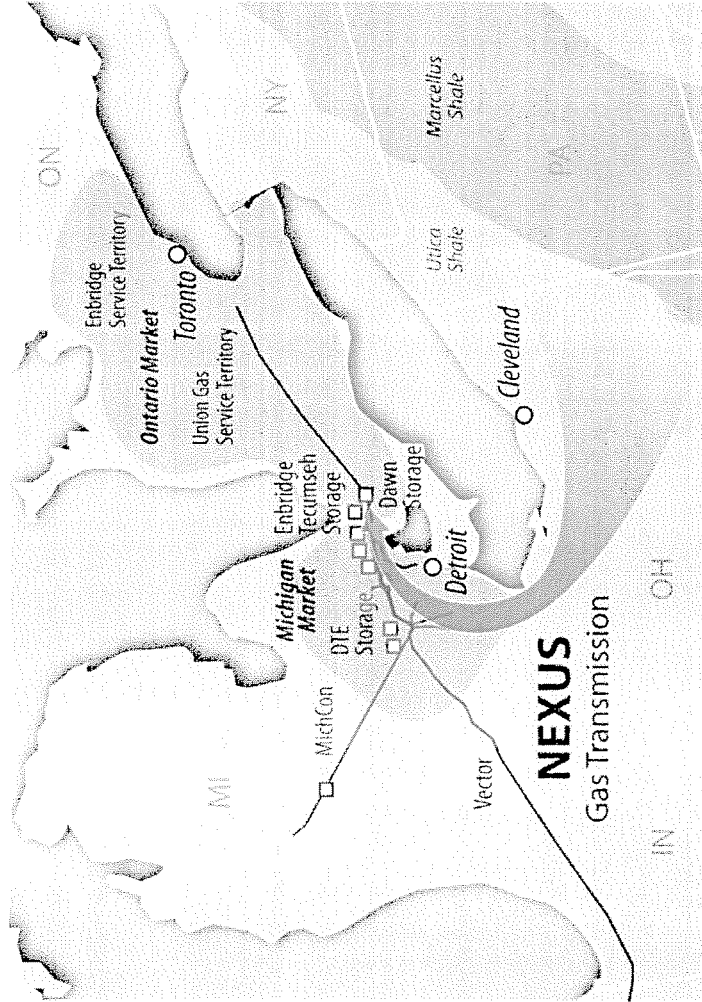 ON
NY
PA
OH
MI
IN
Enbridge
Service Territory
Toronto
Ontario Market
Union Gas
Service Territory
Marcellus
Shale
Utica
Shale
Cleveland
Enbridge
Tecumseh
Storage
Dawn
Storage
Detroit
Michigan
Market
DTE
Storage
MichCon
Vector
NEXUS
Gas Transmission